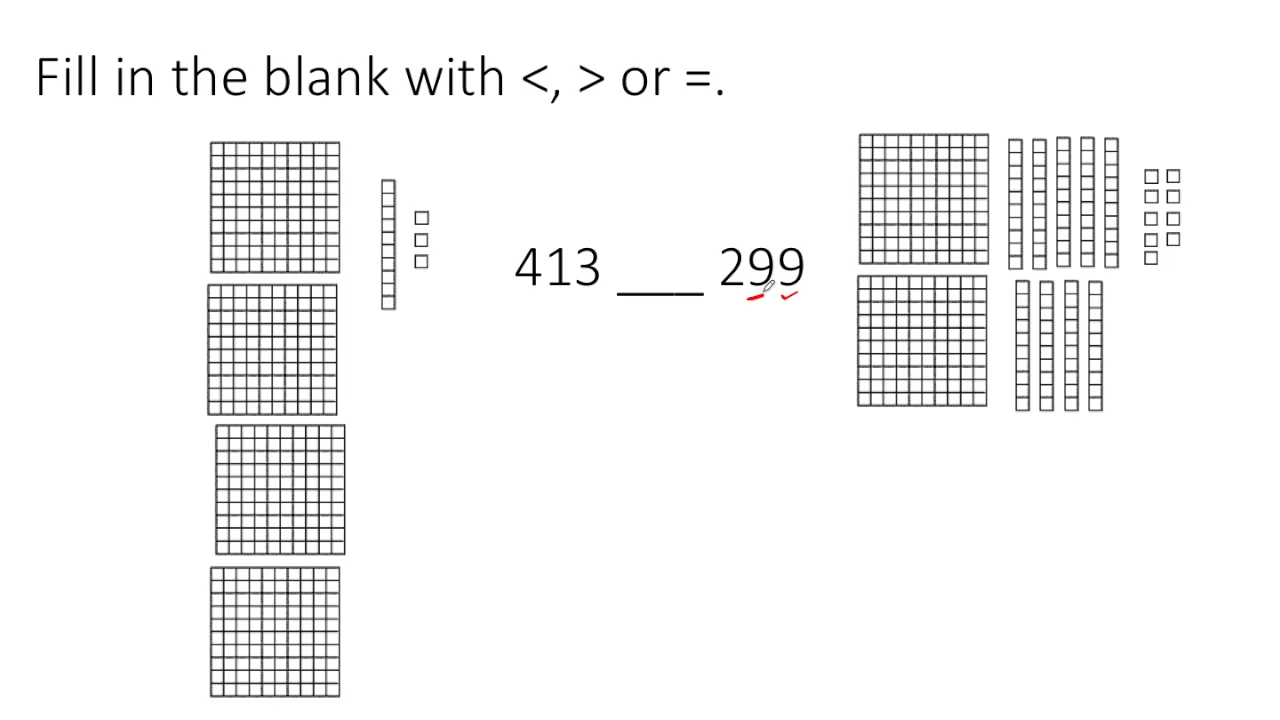 Fill in the blank with <, > or =.
413 ___ 299